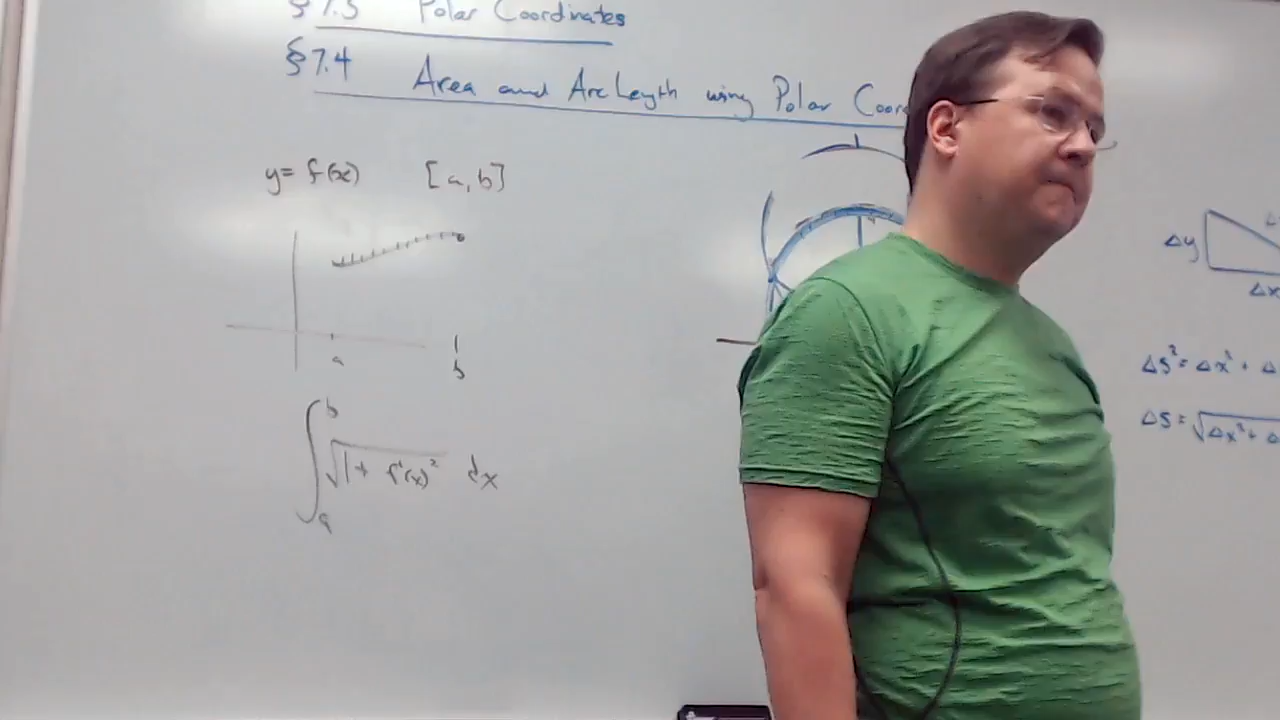 § 7.3 Polar Coordinates
§ 7.4 Area and Arc Length using Polar Coor
y = f(x) [a, b]
a
b
∫_a^b √(1 + f'(x)²) dx
Δy
Δx
Δs² = Δx² + Δ
Δs = √(Δx² + Δ